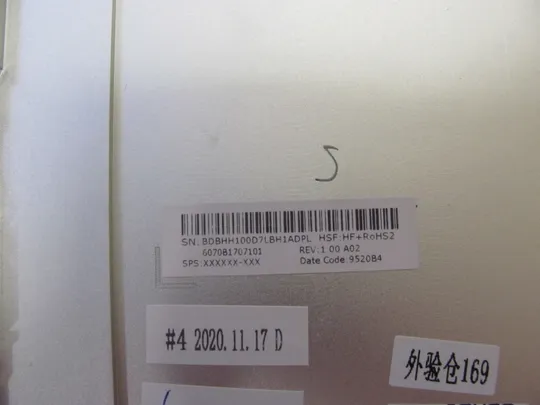 SN:BDBHH100D7LBH1ADPL HSF:HF+RoHS2
6070B1707101 REV:1.00 A02
SPS:XXXXXX-XXX Date Code:9520B4
#4 2020.11.17 D
外验仓169